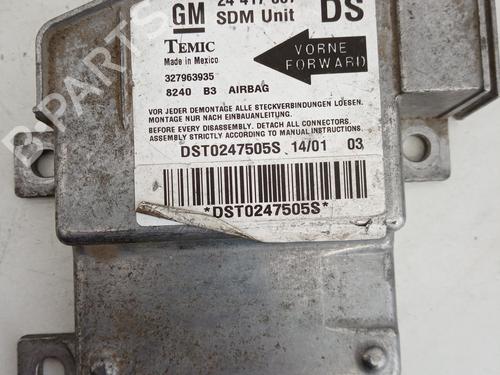 GM SDM Unit DS
TEMIC
Made in Mexico
VORNE
FORWARD
327963935
8240 B3 AIRBAG
VOR JEDER DEMONTAGE ALLE STECKVERBINDUNGEN LOESEN.
MONTAGE NUR NACH EINBAUANLEITUNG.
BEFORE EVERY DISASSEMBLY, DETACH ALL CONNECTORS.
ASSEMBLY STRICTLY ACCORDING TO MANUAL INSTRUCTIONS.
DST0247505S 14/01 03
*DST0247505S*
B PARTS